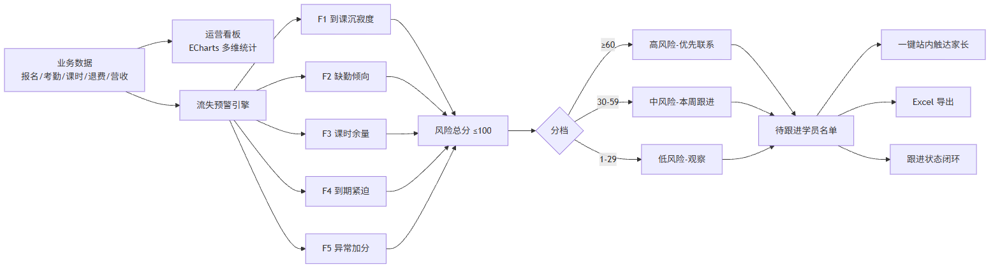 业务数据
报名/考勤/课时/退费/营收
运营看板
ECharts 多维统计
流失预警引擎
F1 到课沉寂度
F2 缺勤倾向
F3 课时余量
F4 到期紧迫
F5 异常加分
风险总分 ≤100
分档
≥60
30-59
1-29
高风险-优先联系
中风险-本周跟进
低风险-观察
待跟进学员名单
一键站内触达家长
Excel 导出
跟进状态闭环